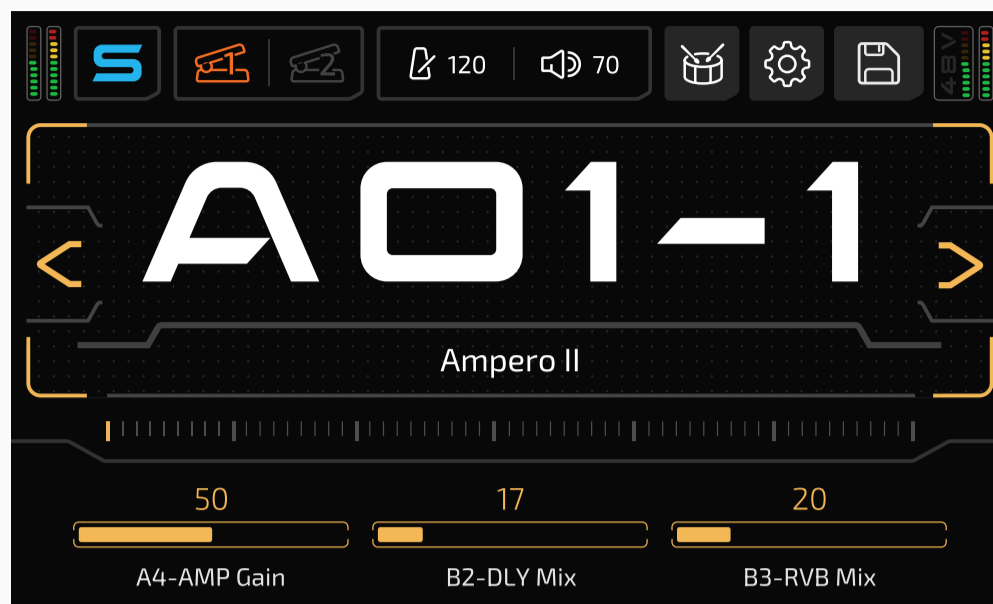 S 1 2 120 70 48V
A01-1
Ampero II
50 17 20
A4-AMP Gain B2-DLY Mix B3-RVB Mix